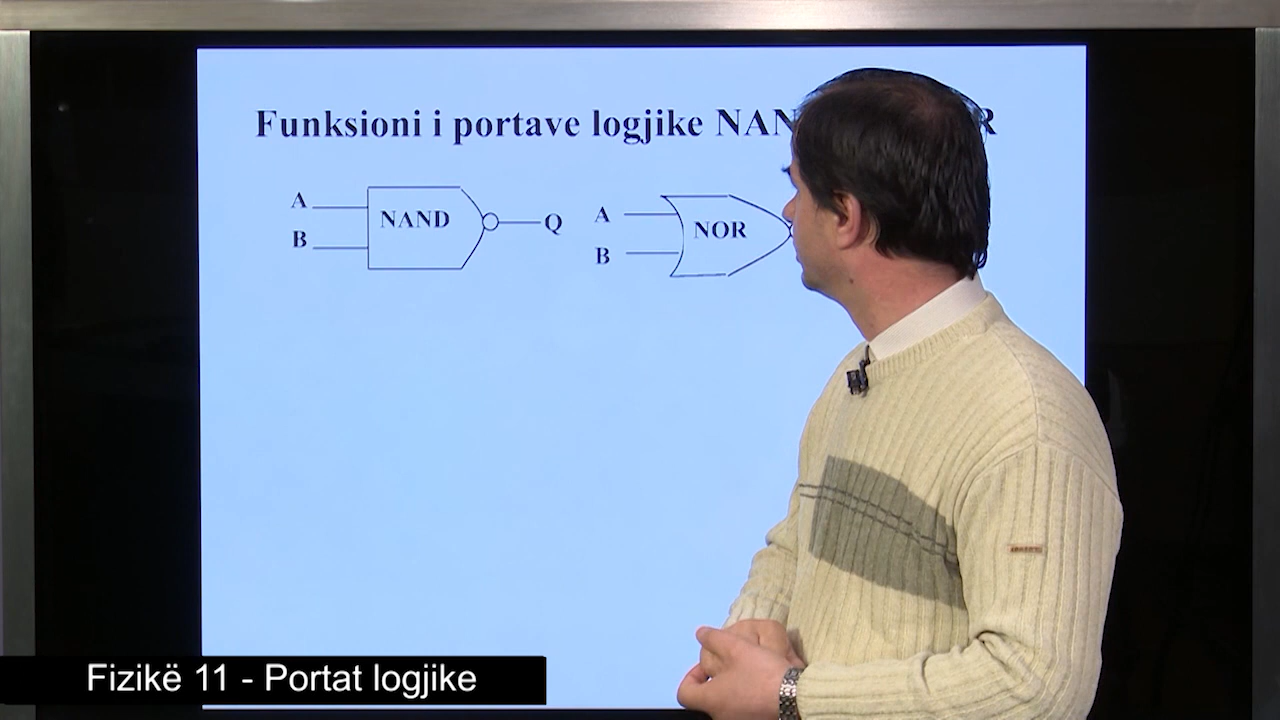 Funksioni i portave logjike
A
NAND
Q
B
A
NOR
B
Fizikë 11 - Portat logjike